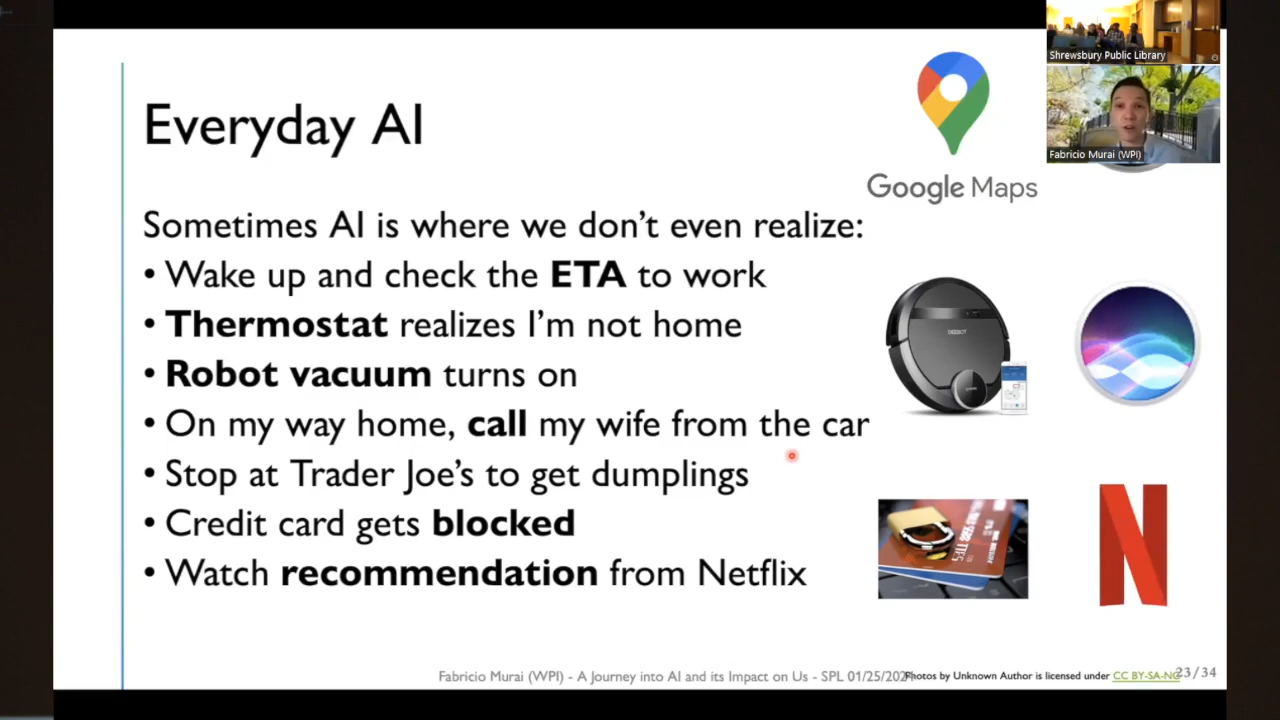 Everyday AI
Sometimes AI is where we don't even realize:
• Wake up and check the ETA to work
• Thermostat realizes I'm not home
• Robot vacuum turns on
• On my way home, call my wife from the car
• Stop at Trader Joe's to get dumplings
• Credit card gets blocked
• Watch recommendation from Netflix
Google Maps
Shrewsbury Public Library
Fabricio Murai (WPI)
DEEBOT
Fabricio Murai (WPI) - A Journey into AI and its Impact on Us - SPL
Photos by Unknown Author is licensed under CC BY-SA-NC
23/34